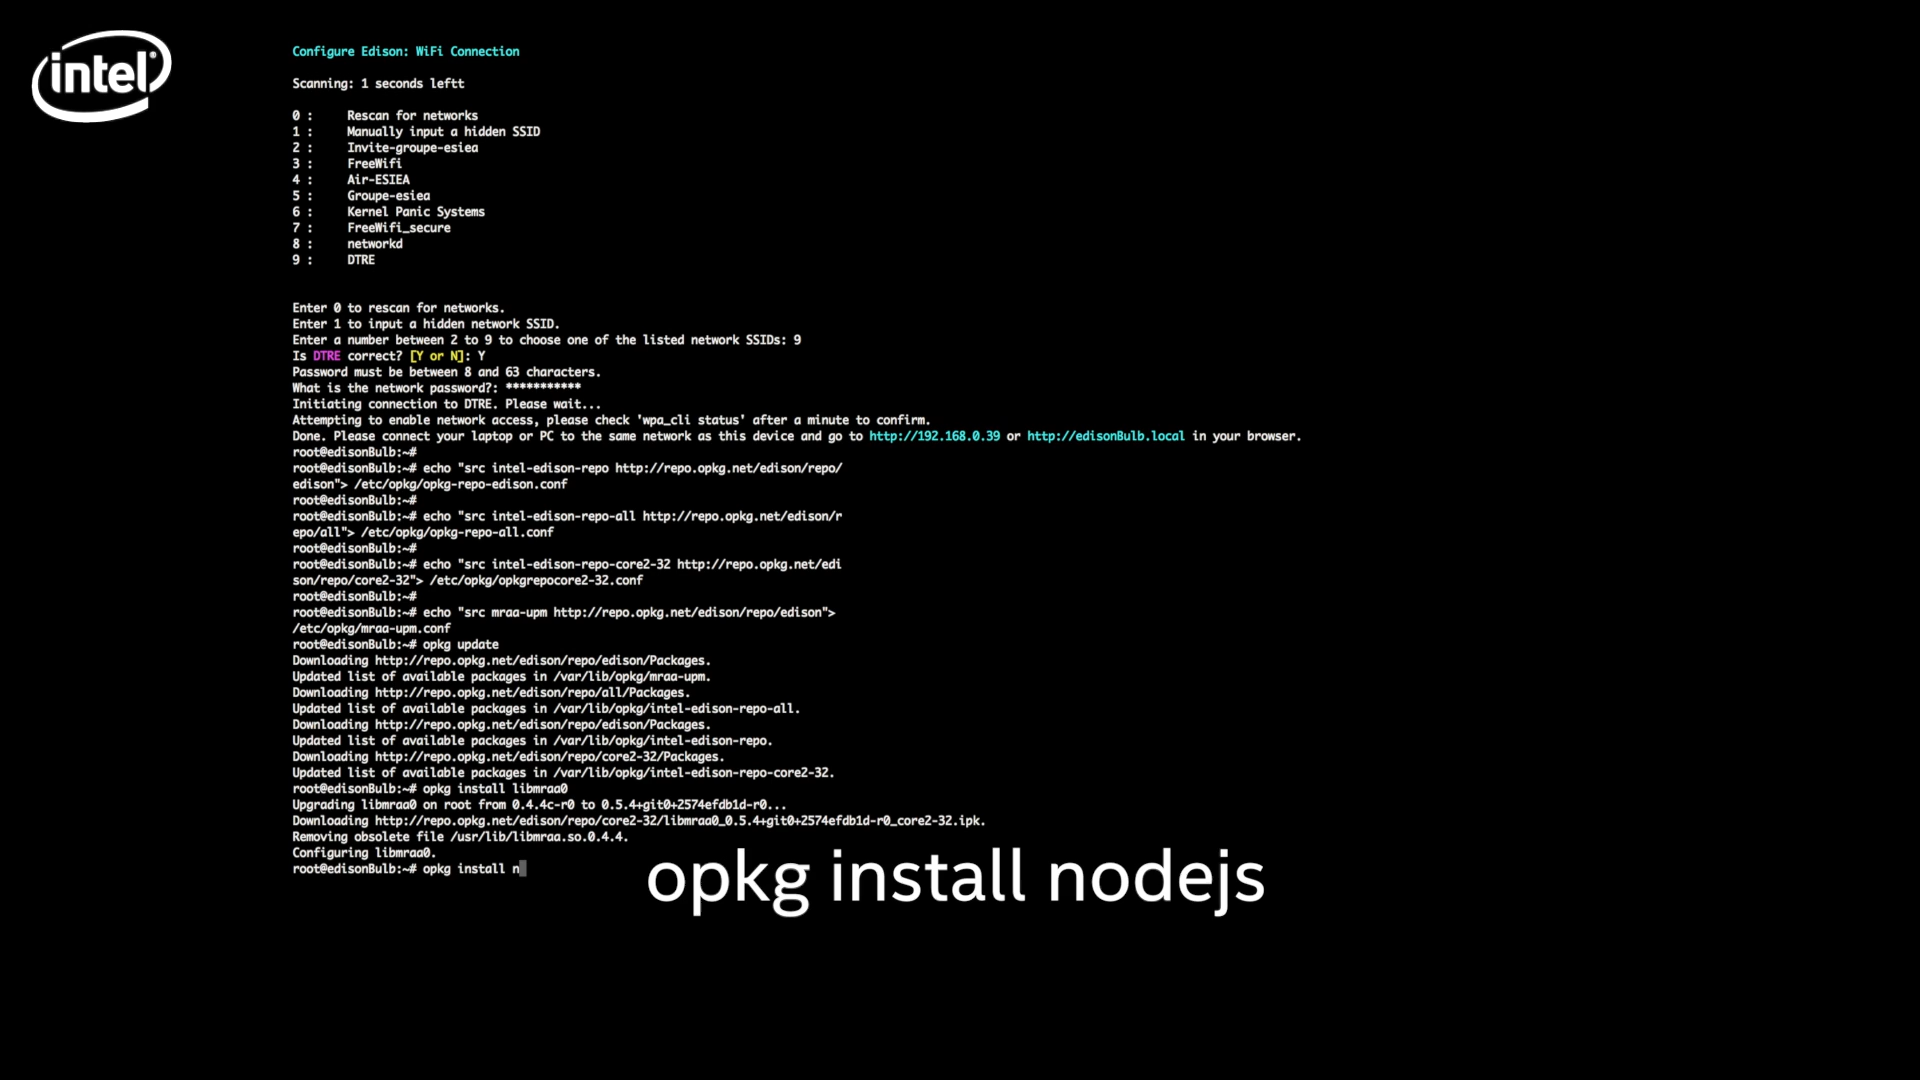 intel
Configure Edison: WiFi Connection
Scanning: 1 seconds leftt
0 : Rescan for networks
1 : Manually input a hidden SSID
2 : Invite-groupe-esiea
3 : FreeWifi
4 : Air-ESIEA
5 : Groupe-esiea
6 : Kernel Panic Systems
7 : FreeWifi_secure
8 : networkd
9 : DTRE
Enter 0 to rescan for networks.
Enter 1 to input a hidden network SSID.
Enter a number between 2 to 9 to choose one of the listed network SSIDs: 9
Is DTRE correct? [Y or N]: Y
Password must be between 8 and 63 characters.
What is the network password?: ***********
Initiating connection to DTRE. Please wait...
Attempting to enable network access, please check 'wpa_cli status' after a minute to confirm.
Done. Please connect your laptop or PC to the same network as this device and go to http://192.168.0.39 or http://edisonBulb.local in your browser.
root@edisonBulb:~#
root@edisonBulb:~# echo "src intel-edison-repo http://repo.opkg.net/edison/repo/
edison"> /etc/opkg/opkg-repo-edison.conf
root@edisonBulb:~#
root@edisonBulb:~# echo "src intel-edison-repo-all http://repo.opkg.net/edison/r
epo/all"> /etc/opkg/opkg-repo-all.conf
root@edisonBulb:~#
root@edisonBulb:~# echo "src intel-edison-repo-core2-32 http://repo.opkg.net/edi
son/repo/core2-32"> /etc/opkg/opkgrepocore2-32.conf
root@edisonBulb:~#
root@edisonBulb:~# echo "src mraa-upm http://repo.opkg.net/edison/repo/edison">
/etc/opkg/mraa-upm.conf
root@edisonBulb:~# opkg update
Downloading http://repo.opkg.net/edison/repo/edison/Packages.
Updated list of available packages in /var/lib/opkg/mraa-upm.
Downloading http://repo.opkg.net/edison/repo/all/Packages.
Updated list of available packages in /var/lib/opkg/intel-edison-repo-all.
Downloading http://repo.opkg.net/edison/repo/edison/Packages.
Updated list of available packages in /var/lib/opkg/intel-edison-repo.
Downloading http://repo.opkg.net/edison/repo/core2-32/Packages.
Updated list of available packages in /var/lib/opkg/intel-edison-repo-core2-32.
root@edisonBulb:~# opkg install libmraa0
Upgrading libmraa0 on root from 0.4.4c-r0 to 0.5.4+git0+2574efdb1d-r0...
Downloading http://repo.opkg.net/edison/repo/core2-32/libmraa0_0.5.4+git0+2574efdb1d-r0_core2-32.ipk.
Removing obsolete file /usr/lib/libmraa.so.0.4.4.
Configuring libmraa0.
root@edisonBulb:~# opkg install n
opkg install nodejs